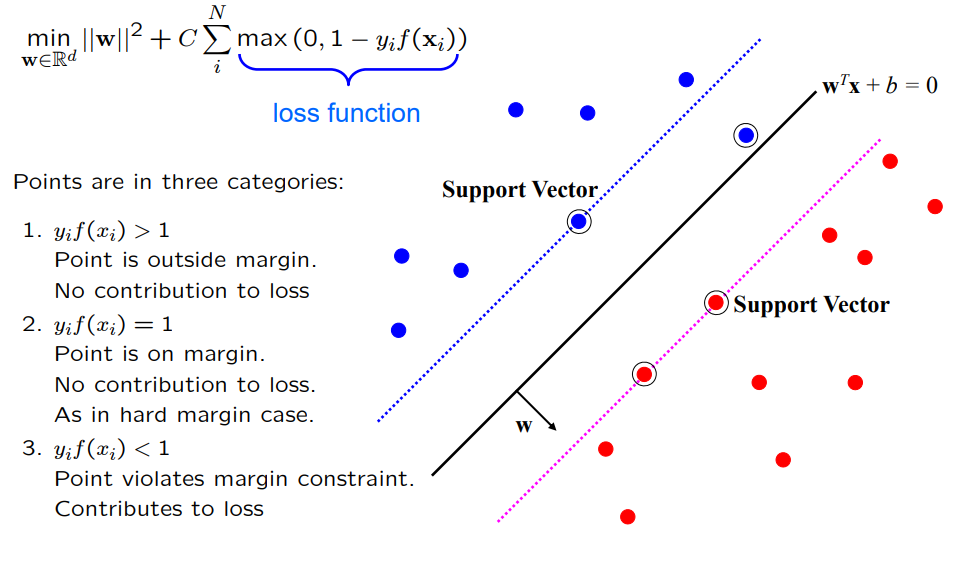 min_{w∈ℝ^d} ||w||² + C ∑_i^N max (0, 1 − y_i f(x_i))
loss function
w^T x + b = 0
Points are in three categories:
Support Vector
1. y_i f(x_i) > 1
Point is outside margin.
No contribution to loss
2. y_i f(x_i) = 1
Point is on margin.
No contribution to loss.
As in hard margin case.
3. y_i f(x_i) < 1
Point violates margin constraint.
Contributes to loss
Support Vector
w